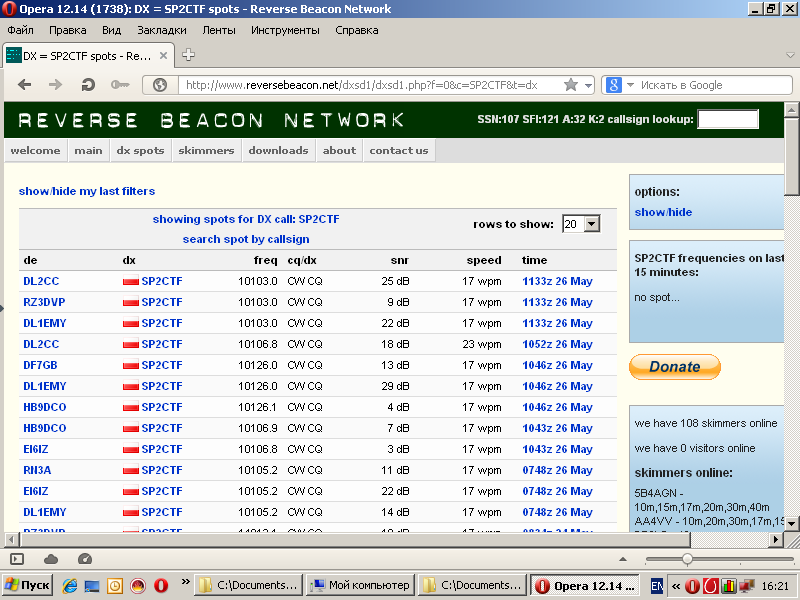 Opera 12.14 (1738): DX = SP2CTF spots - Reverse Beacon Network
Файл Правка Вид Закладки Ленты Инструменты Справка
DX = SP2CTF spots - Re...
http://www.reversebeacon.net/dxsd1/dxsd1.php?f=0&c=SP2CTF&t=dx Искать в Google
REVERSE BEACON NETWORK SSN:107 SFI:121 A:32 K:2 callsign lookup:
welcome main dx spots skimmers downloads about contact us
show/hide my last filters
showing spots for DX call: SP2CTF
search spot by callsign
rows to show: 20
de dx freq cq/dx snr speed time
DL2CC SP2CTF 10103.0 CW CQ 25 dB 17 wpm 1133z 26 May
RZ3DVP SP2CTF 10103.0 CW CQ 9 dB 17 wpm 1133z 26 May
DL1EMY SP2CTF 10103.0 CW CQ 22 dB 17 wpm 1133z 26 May
DL2CC SP2CTF 10106.8 CW CQ 18 dB 23 wpm 1052z 26 May
DF7GB SP2CTF 10126.0 CW CQ 13 dB 17 wpm 1046z 26 May
DL1EMY SP2CTF 10126.0 CW CQ 29 dB 17 wpm 1046z 26 May
HB9DCO SP2CTF 10126.1 CW CQ 4 dB 17 wpm 1046z 26 May
HB9DCO SP2CTF 10106.9 CW CQ 7 dB 17 wpm 1043z 26 May
EI6IZ SP2CTF 10106.8 CW CQ 3 dB 17 wpm 1043z 26 May
RN3A SP2CTF 10105.2 CW CQ 11 dB 17 wpm 0748z 26 May
EI6IZ SP2CTF 10105.2 CW CQ 22 dB 17 wpm 0748z 26 May
DL1EMY SP2CTF 10105.2 CW CQ 14 dB 17 wpm 0748z 26 May
options:
show/hide
SP2CTF frequencies on last
15 minutes:
no spot...
Donate
we have 108 skimmers online
we have 0 visitors online
skimmers online:
5B4AGN -
10m,15m,17m,20m,30m,40m
AA4VV - 10m,20m,30m,17m,15
Пуск » C:\Documents... Мой компьютер C:\Documents... Opera 12.14 ... EN « 16:21